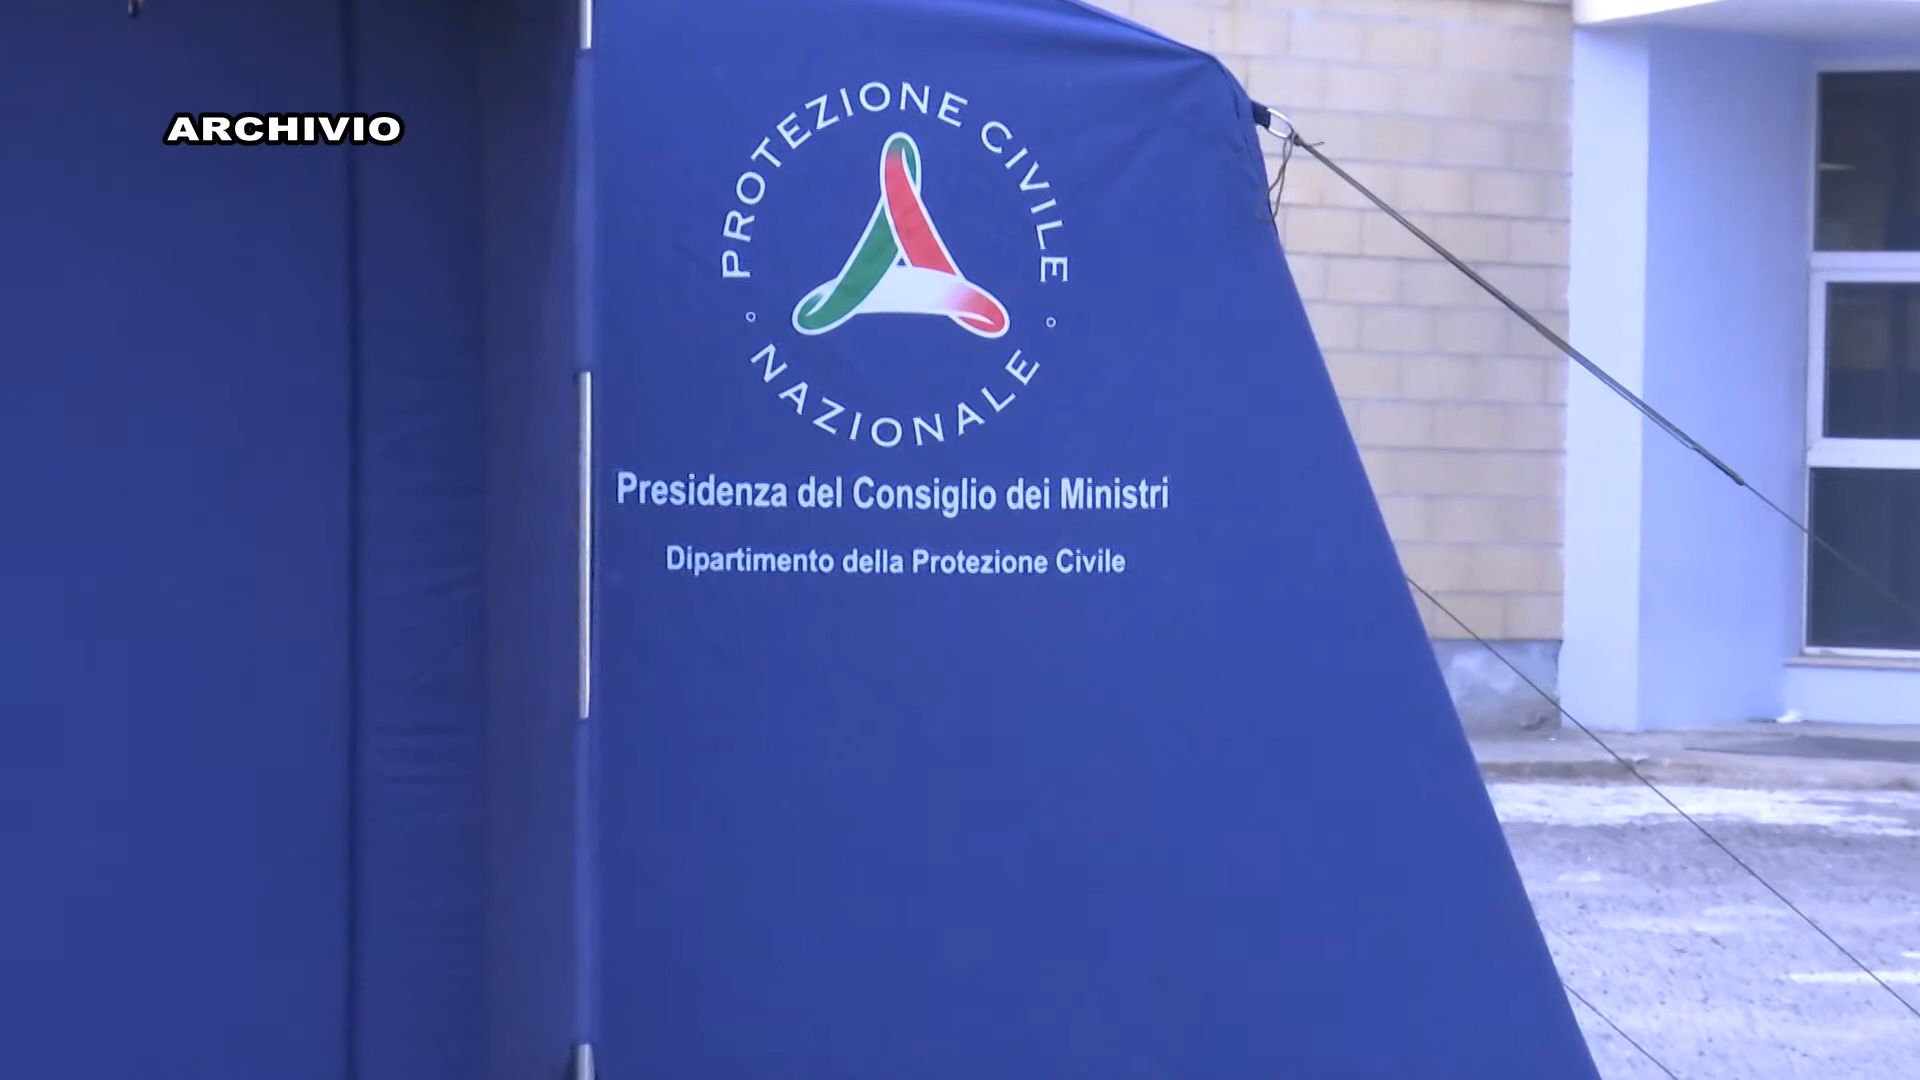 ARCHIVIO
PROTEZIONE CIVILE
NAZIONALE
Presidenza del Consiglio dei Ministri
Dipartimento della Protezione Civile